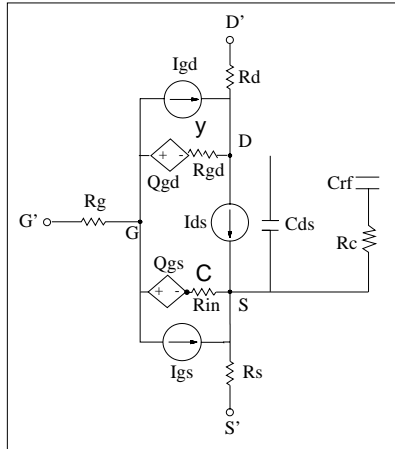 D'
Igd
Rd
y
D
+ -
Rgd
Qgd
Crf
Rg
G'
G
Ids
Cds
Rc
Qgs
C
+ -
Rin
S
Igs
Rs
S'